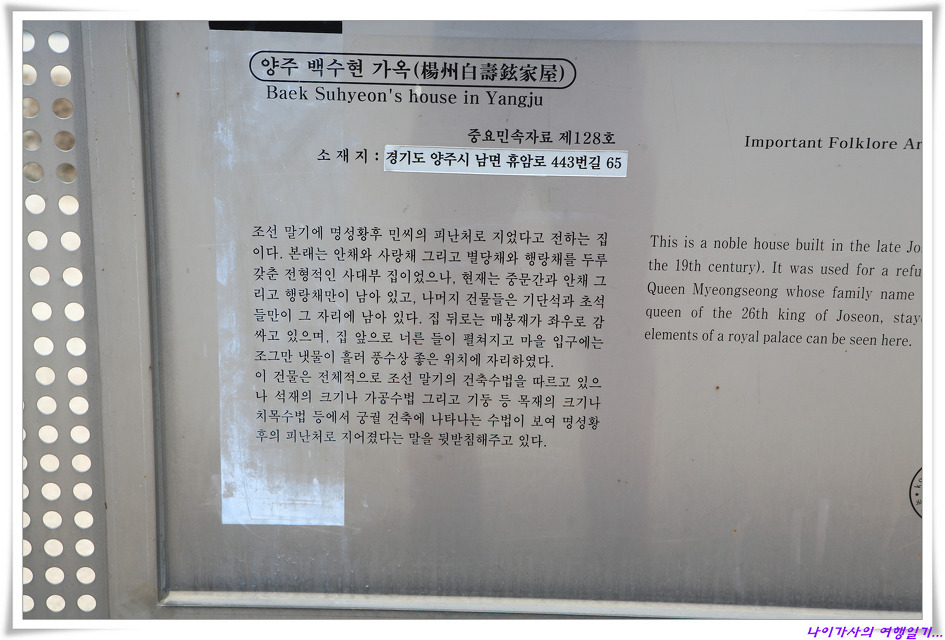 양주 백수현 가옥(楊州白壽鉉家屋)
Baek Suhyeon's house in Yangju
중요민속자료 제128호
소 재 지 : 경기도 양주시 남면 휴암로 443번길 65
조선 말기에 명성황후 민씨의 피난처로 지었다고 전하는 집
이다. 본래는 안채와 사랑채 그리고 별당채와 행랑채를 두루
갖춘 전형적인 사대부 집이었으나, 현재는 중문간과 안채 그
리고 행랑채만이 남아 있고, 나머지 건물들은 기단석과 초석
들만이 그 자리에 남아 있다. 집 뒤로는 매봉재가 좌우로 감
싸고 있으며, 집 앞으로 너른 들이 펼쳐지고 마을 입구에는
조그만 냇물이 흘러 풍수상 좋은 위치에 자리하였다.
이 건물은 전체적으로 조선 말기의 건축수법을 따르고 있으
나 석재의 크기나 가공수법 그리고 기둥 등 목재의 크기나
치목수법 등에서 궁궐 건축에 나타나는 수법이 보여 명성황
후의 피난처로 지어졌다는 말을 뒷받침해주고 있다.
Important Folklore Ar
This is a noble house built in the late Jo
the 19th century). It was used for a refu
Queen Myeongseong whose family name
queen of the 26th king of Joseon, stay
elements of a royal palace can be seen here.
나이가사의 여행일기...